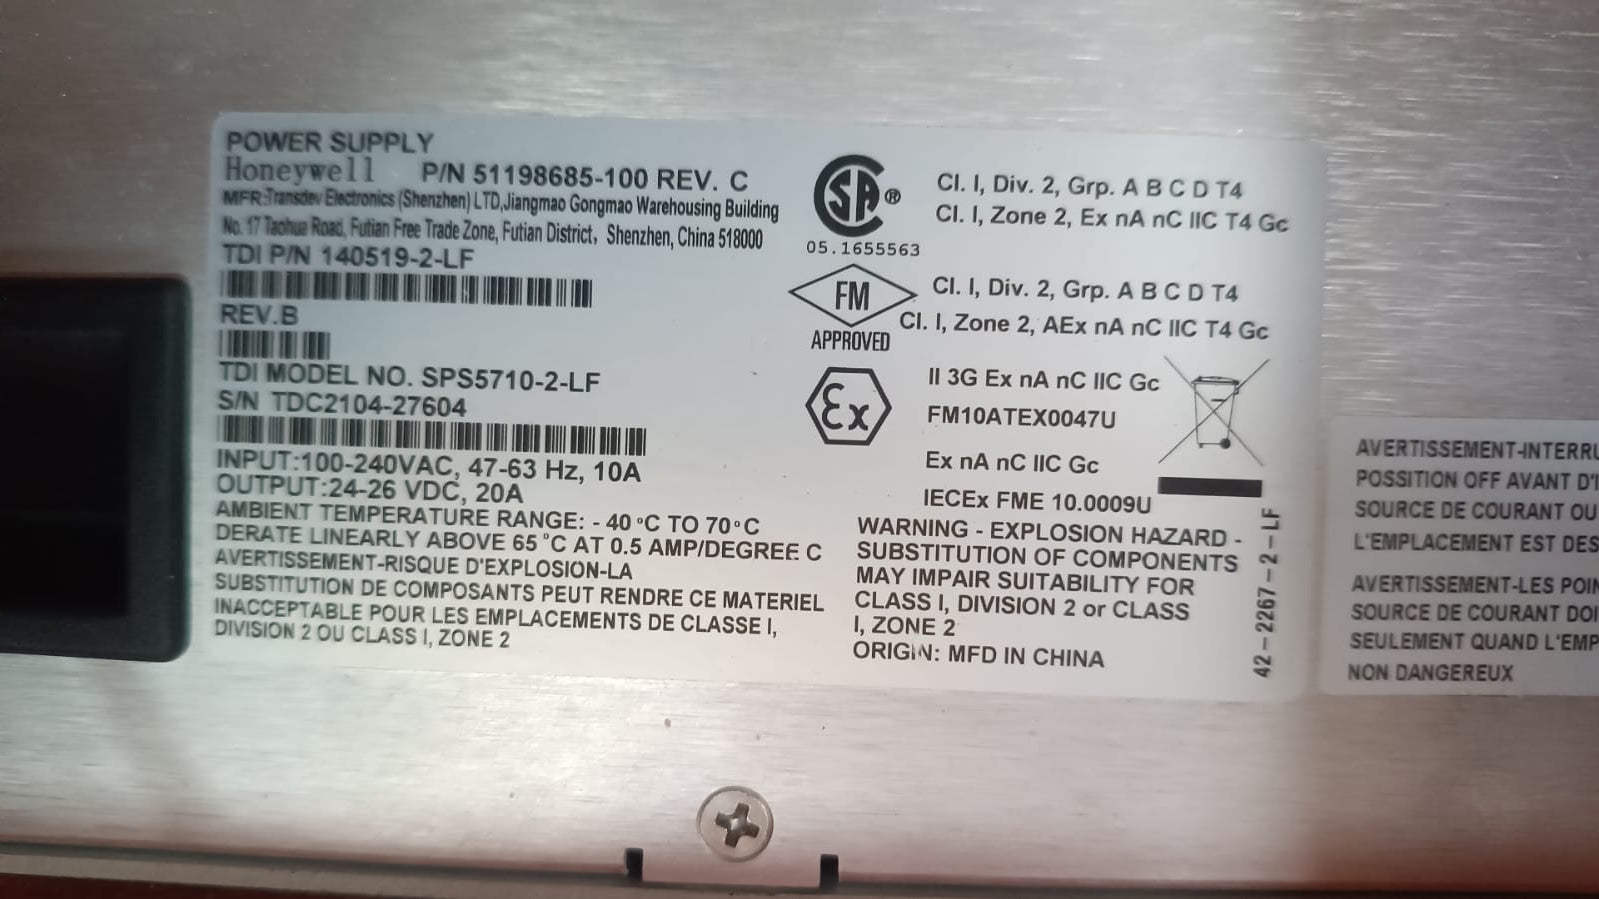 POWER SUPPLY
Honeywell P/N 51198685-100 REV. C
MFR:Transdev Electronics (Shenzhen) LTD,Jiangmao Gongmao Warehousing Building
No. 17 Taohua Road, Futian Free Trade Zone, Futian District, Shenzhen, China 518000
TDI P/N 140519-2-LF
REV.B
TDI MODEL NO. SPS5710-2-LF
S/N TDC2104-27604
INPUT:100-240VAC, 47-63 Hz, 10A
OUTPUT:24-26 VDC, 20A
AMBIENT TEMPERATURE RANGE: - 40 °C TO 70°C
DERATE LINEARLY ABOVE 65 °C AT 0.5 AMP/DEGREE C
AVERTISSEMENT-RISQUE D'EXPLOSION-LA
SUBSTITUTION DE COMPOSANTS PEUT RENDRE CE MATERIEL
INACCEPTABLE POUR LES EMPLACEMENTS DE CLASSE I,
DIVISION 2 OU CLASS I, ZONE 2
SA ®
05.1655563
Cl. I, Div. 2, Grp. A B C D T4
Cl. I, Zone 2, Ex nA nC IIC T4 Gc
FM
APPROVED
Cl. I, Div. 2, Grp. A B C D T4
Cl. I, Zone 2, AEx nA nC IIC T4 Gc
Ex
II 3G Ex nA nC IIC Gc
FM10ATEX0047U
Ex nA nC IIC Gc
IECEx FME 10.0009U
WARNING - EXPLOSION HAZARD -
SUBSTITUTION OF COMPONENTS
MAY IMPAIR SUITABILITY FOR
CLASS I, DIVISION 2 or CLASS
I, ZONE 2
ORIGIN: MFD IN CHINA
42-2267-2-LF
AVERTISSEMENT-INTERRU
POSSITION OFF AVANT D'I
SOURCE DE COURANT OU
L'EMPLACEMENT EST DES
AVERTISSEMENT-LES POIN
SOURCE DE COURANT DOI
SEULEMENT QUAND L'EMP
NON DANGEREUX